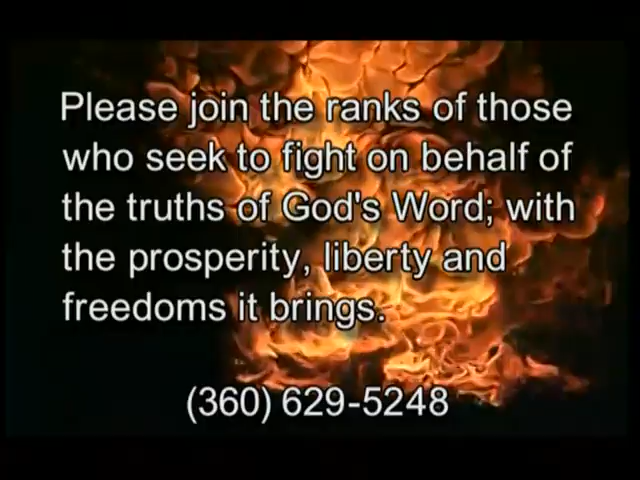 Please join the ranks of those
who seek to fight on behalf of
the truths of God's Word; with
the prosperity, liberty and
freedoms it brings.
(360) 629-5248